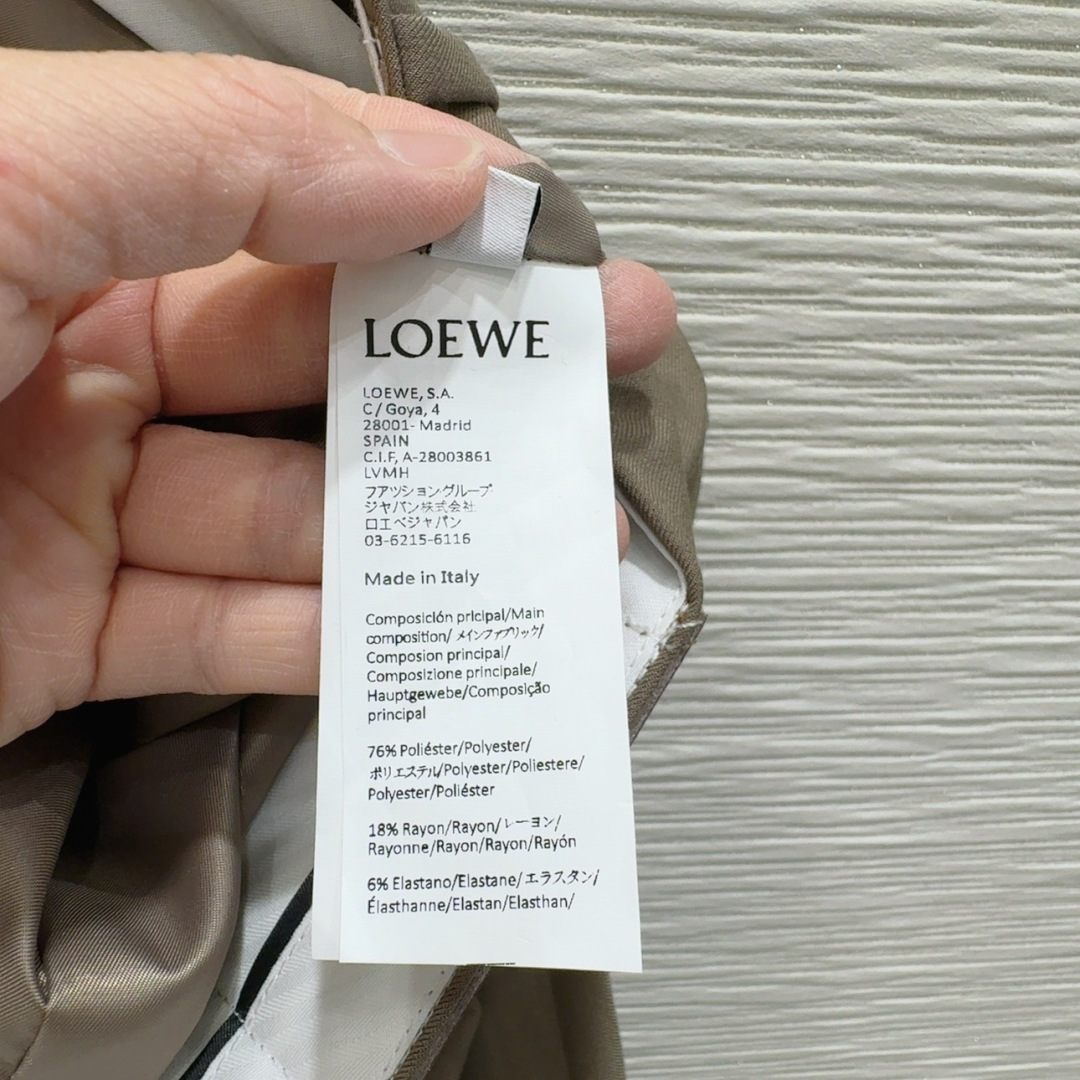 LOEWE
LOEWE, S.A.
C/ Goya, 4
28001- Madrid
SPAIN
C.I.F, A-28003861
LVMH
フアツショングループ
ジャパン株式会社
ロエベジャパン
03-6215-6116
Made in Italy
Composición pricipal/Main
composition/ メインファブリック/
Composion principal/
Composizione principale/
Hauptgewebe/Composição
principal
76% Poliéster/Polyester/
ポリエステル/Polyester/Poliestere/
Polyester/Poliéster
18% Rayon/Rayon/レーヨン/
Rayonne/Rayon/Rayon/Rayón
6% Elastano/Elastane/エラスタン/
Élasthanne/Elastan/Elasthan/